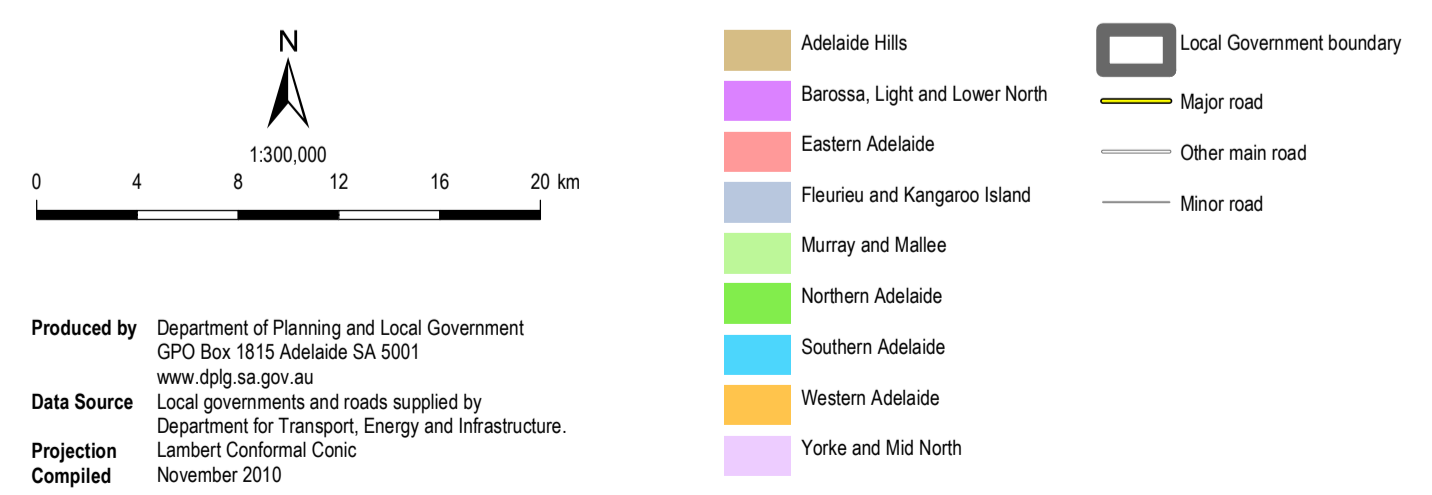 N
1:300,000
0 4 8 12 16 20 km
Produced by Department of Planning and Local Government
GPO Box 1815 Adelaide SA 5001
www.dplg.sa.gov.au
Data Source Local governments and roads supplied by
Department for Transport, Energy and Infrastructure.
Projection Lambert Conformal Conic
Compiled November 2010
Adelaide Hills
Barossa, Light and Lower North
Eastern Adelaide
Fleurieu and Kangaroo Island
Murray and Mallee
Northern Adelaide
Southern Adelaide
Western Adelaide
Yorke and Mid North
Local Government boundary
Major road
Other main road
Minor road